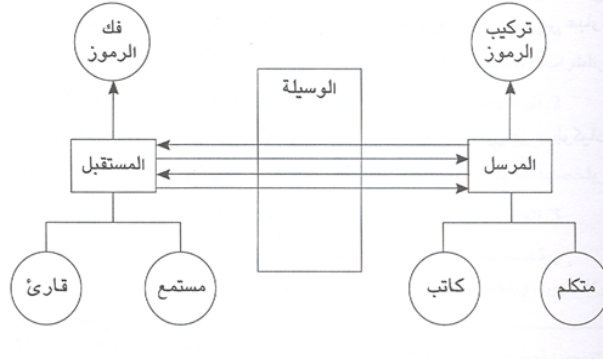 تركيب
الرموز
فك
الرموز
الوسيلة
المرسل
المستقبل
متكلم
كاتب
مستمع
قارئ